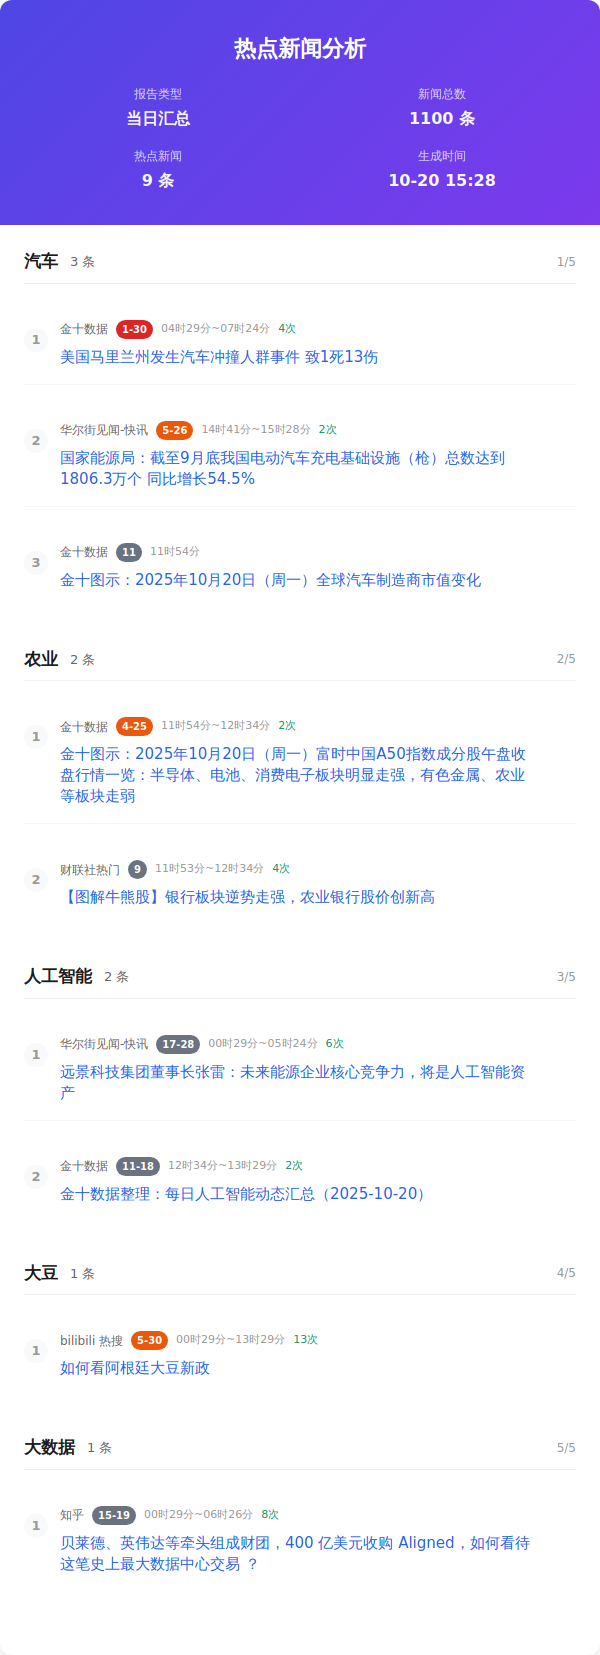 热点新闻分析
报告类型
新闻总数
当日汇总
1100 条
热点新闻
生成时间
9 条
10-20 15:28
汽车 3 条 1/5
金十数据 1-30 04时29分~07时24分 4次
1
美国马里兰州发生汽车冲撞人群事件 致1死13伤
华尔街见闻-快讯 5-26 14时41分~15时28分 2次
2
国家能源局：截至9月底我国电动汽车充电基础设施（枪）总数达到
1806.3万个 同比增长54.5%
金十数据 11 11时54分
3
金十图示：2025年10月20日（周一）全球汽车制造商市值变化
农业 2 条 2/5
金十数据 4-25 11时54分~12时34分 2次
1
金十图示：2025年10月20日（周一）富时中国A50指数成分股午盘收
盘行情一览：半导体、电池、消费电子板块明显走强，有色金属、农业
等板块走弱
财联社热门 9 11时53分~12时34分 4次
2
【图解牛熊股】银行板块逆势走强，农业银行股价创新高
人工智能 2 条 3/5
华尔街见闻-快讯 17-28 00时29分~05时24分 6次
1
远景科技集团董事长张雷：未来能源企业核心竞争力，将是人工智能资
产
金十数据 11-18 12时34分~13时29分 2次
2
金十数据整理：每日人工智能动态汇总（2025-10-20）
大豆 1 条 4/5
bilibili 热搜 5-30 00时29分~13时29分 13次
1
如何看阿根廷大豆新政
大数据 1 条 5/5
知乎 15-19 00时29分~06时26分 8次
1
贝莱德、英伟达等牵头组成财团，400 亿美元收购 Aligned，如何看待
这笔史上最大数据中心交易 ？